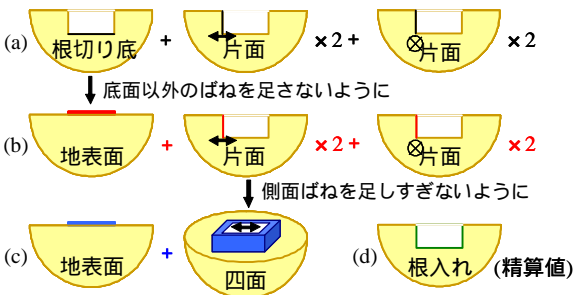 (a) 根切り底 + 片面 ×2 + 片面 ×2
底面以外のばねを足さないように
(b) 地表面 + 片面 ×2 + 片面 ×2
側面ばねを足しすぎないように
(c) 地表面 + 四面 (d) 根入れ (精算値)